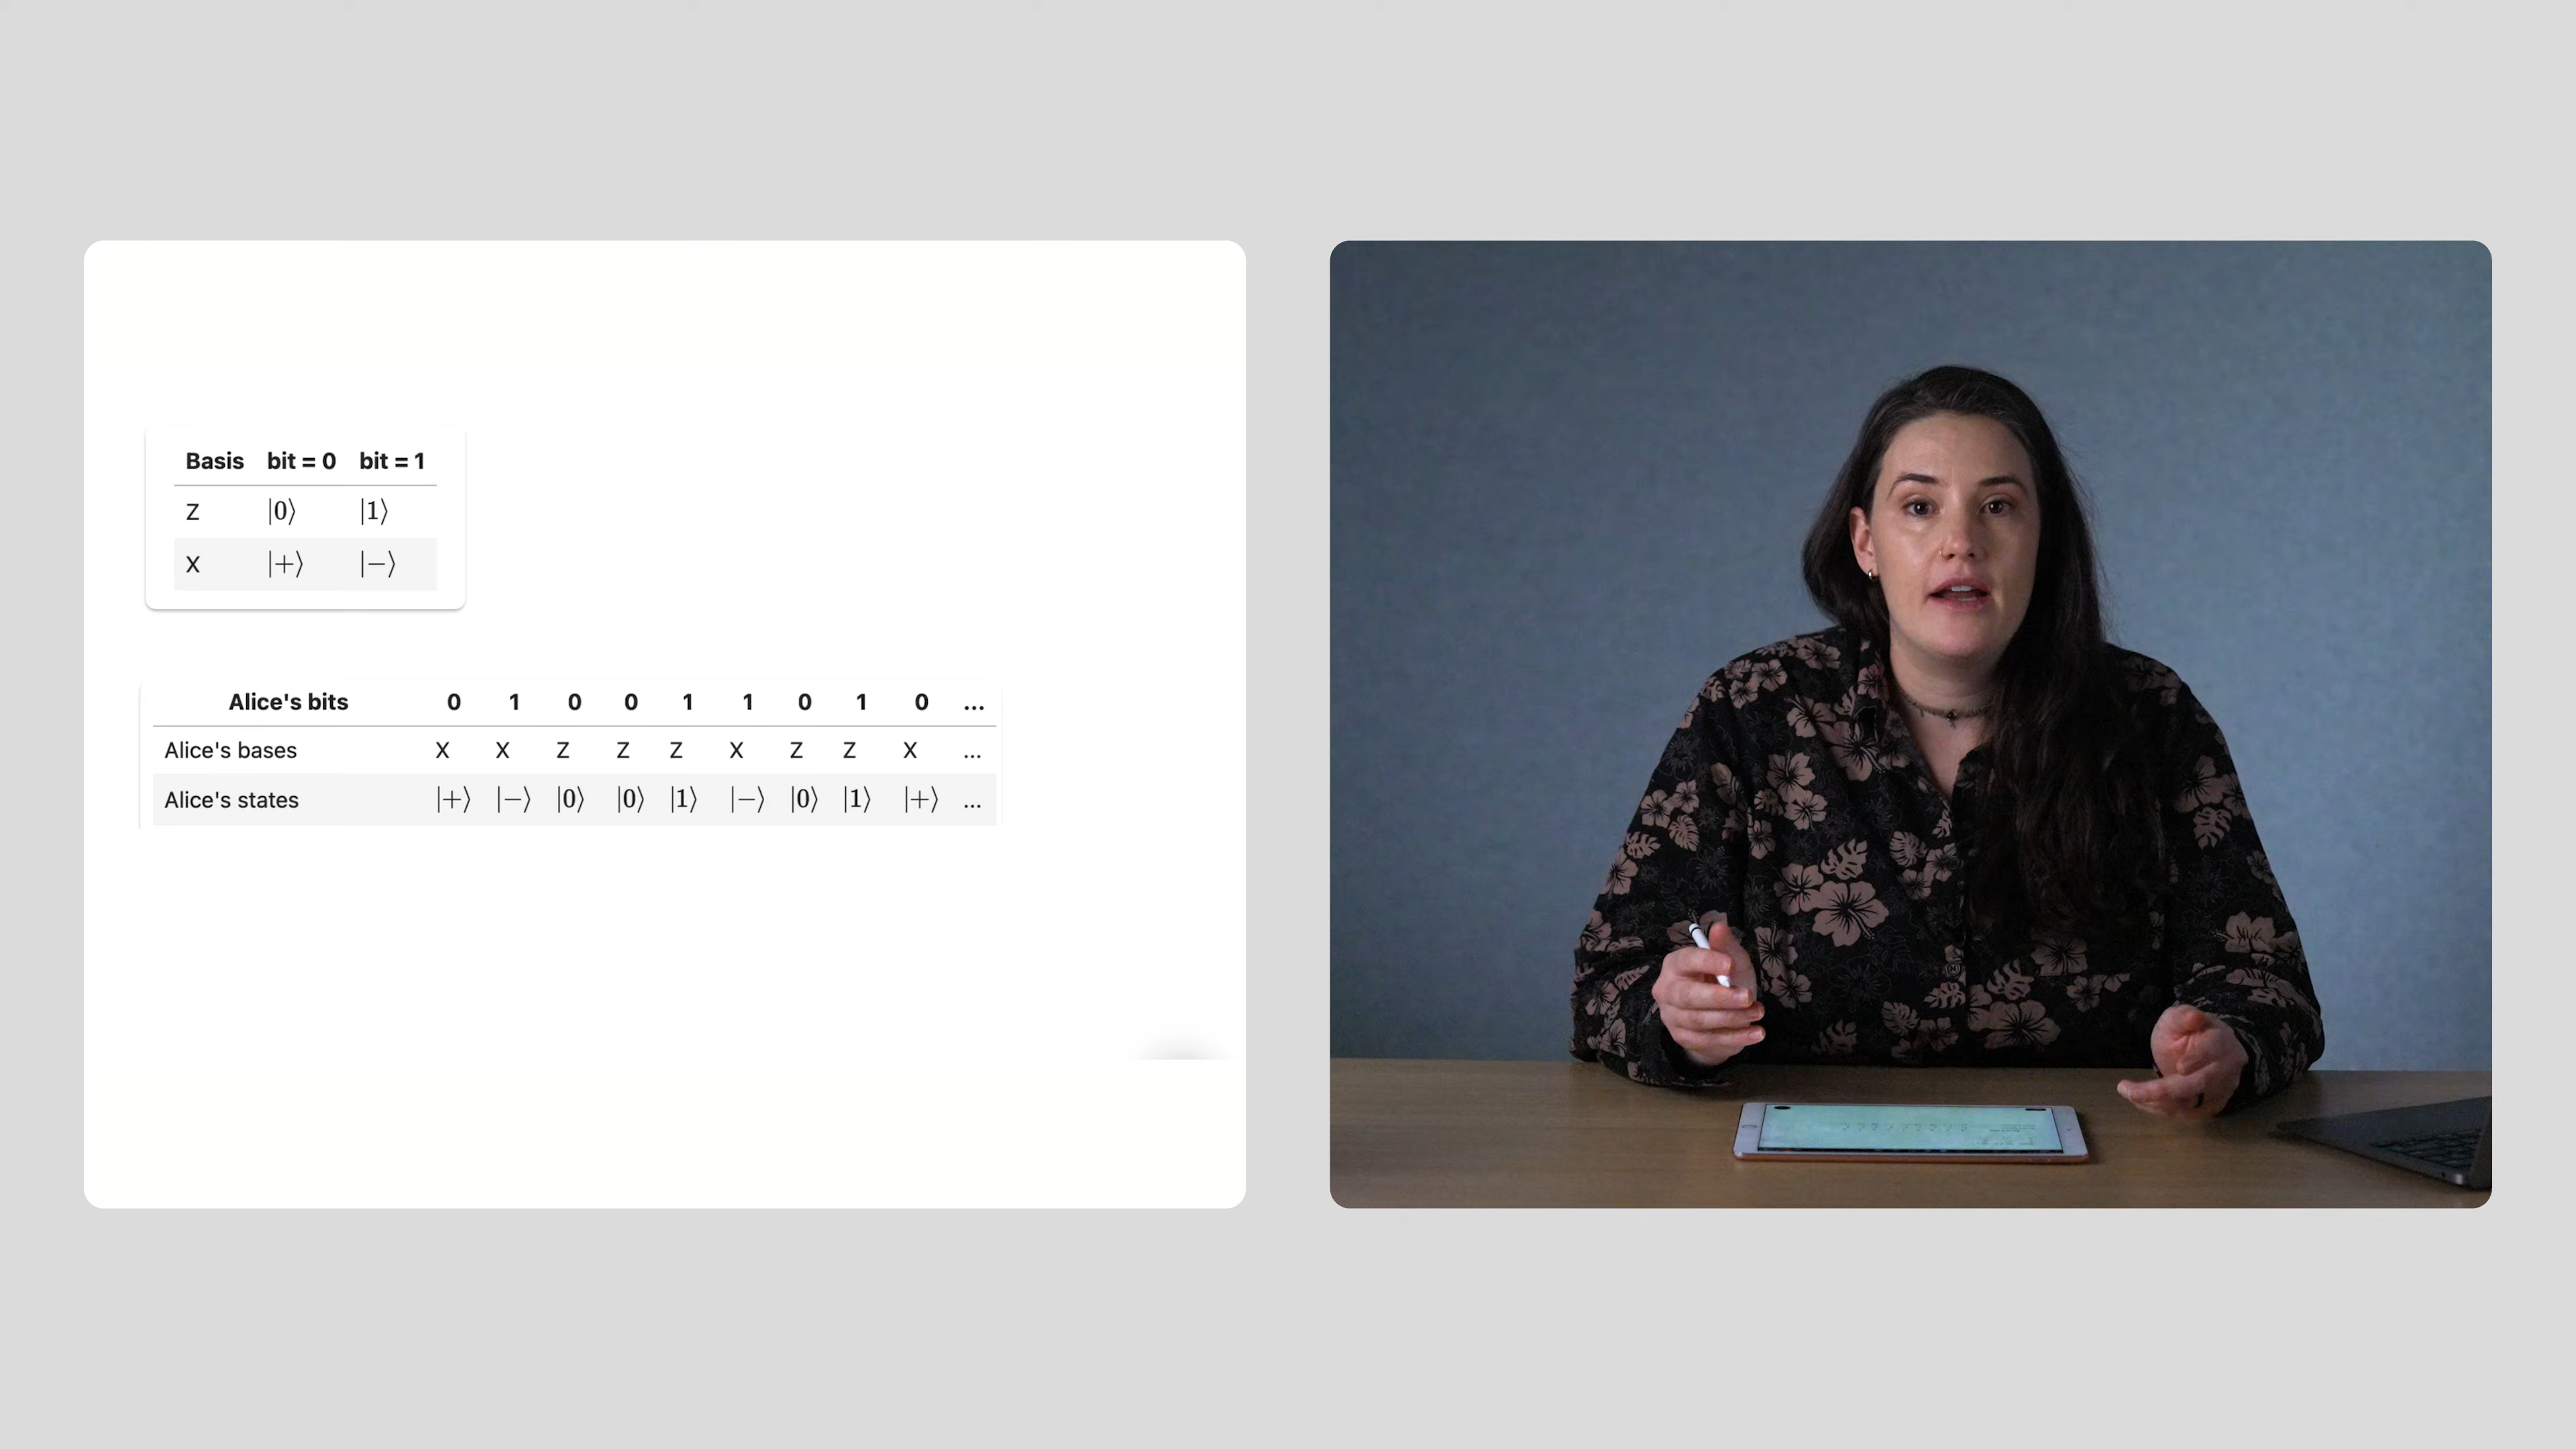 Basis bit = 0 bit = 1
Z |0⟩ |1⟩
X |+⟩ |−⟩
Alice's bits 0 1 0 0 1 1 0 1 0 ...
Alice's bases X X Z Z Z X Z Z X ...
Alice's states |+⟩ |−⟩ |0⟩ |0⟩ |1⟩ |−⟩ |0⟩ |1⟩ |+⟩ ...